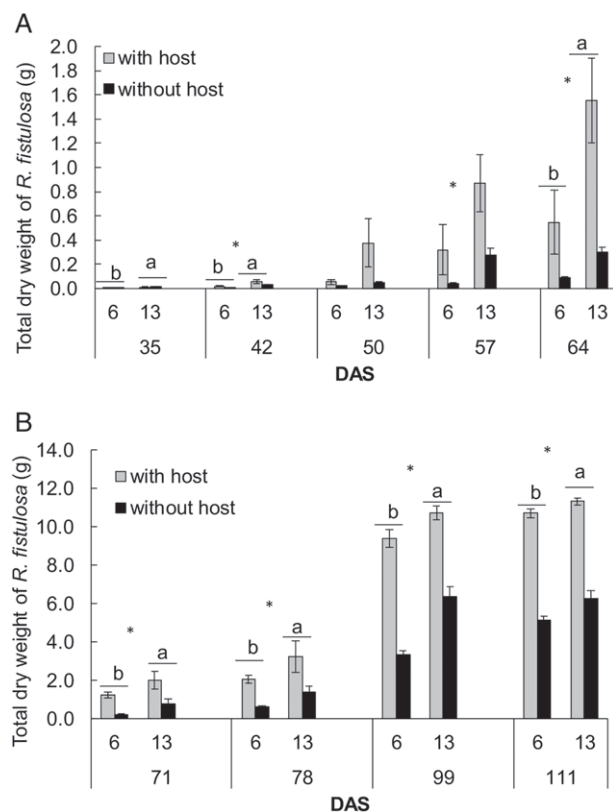 A
with host
without host
Total dry weight of R. fistulosa (g)
2.0
1.8
1.6
1.4
1.2
1.0
0.8
0.6
0.4
0.2
0.0
b a
* b a
*
* b a
6 13 6 13 6 13 6 13 6 13
35 42 50 57 64
DAS
B
with host
without host
Total dry weight of R. fistulosa (g)
14.0
12.0
10.0
8.0
6.0
4.0
2.0
0.0
* b a
* b a
* b a
* b a
6 13 6 13 6 13 6 13
71 78 99 111
DAS